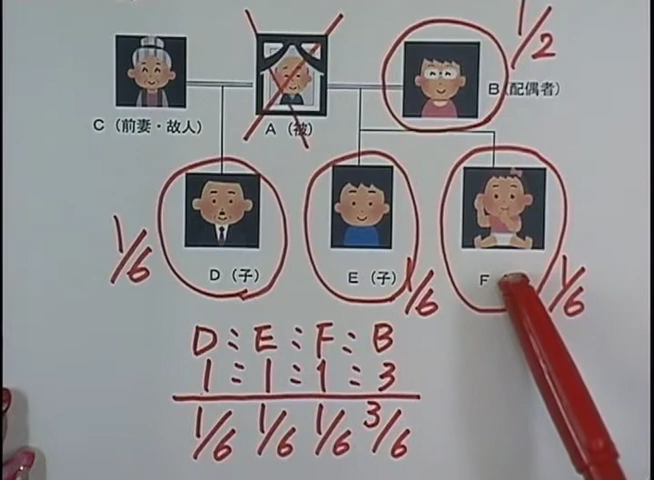 1/2
B(配偶者)
C(前妻・故人)
A(被)
D(子)
E(子)
F
1/6
1/6
1/6
D:E:F:B
1:1:1:3
1/6 1/6 1/6 3/6